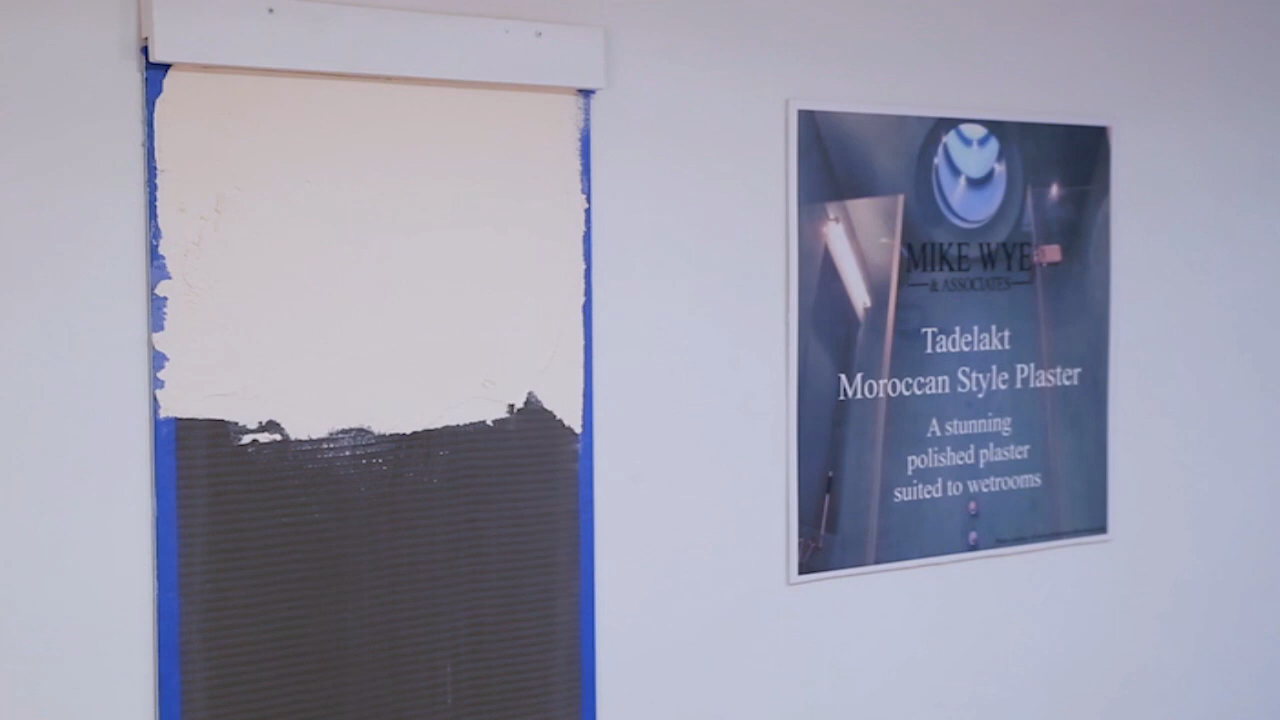 MIKE WYE
& ASSOCIATES
Tadelakt
Moroccan Style Plaster
A stunning
polished plaster
suited to wetrooms